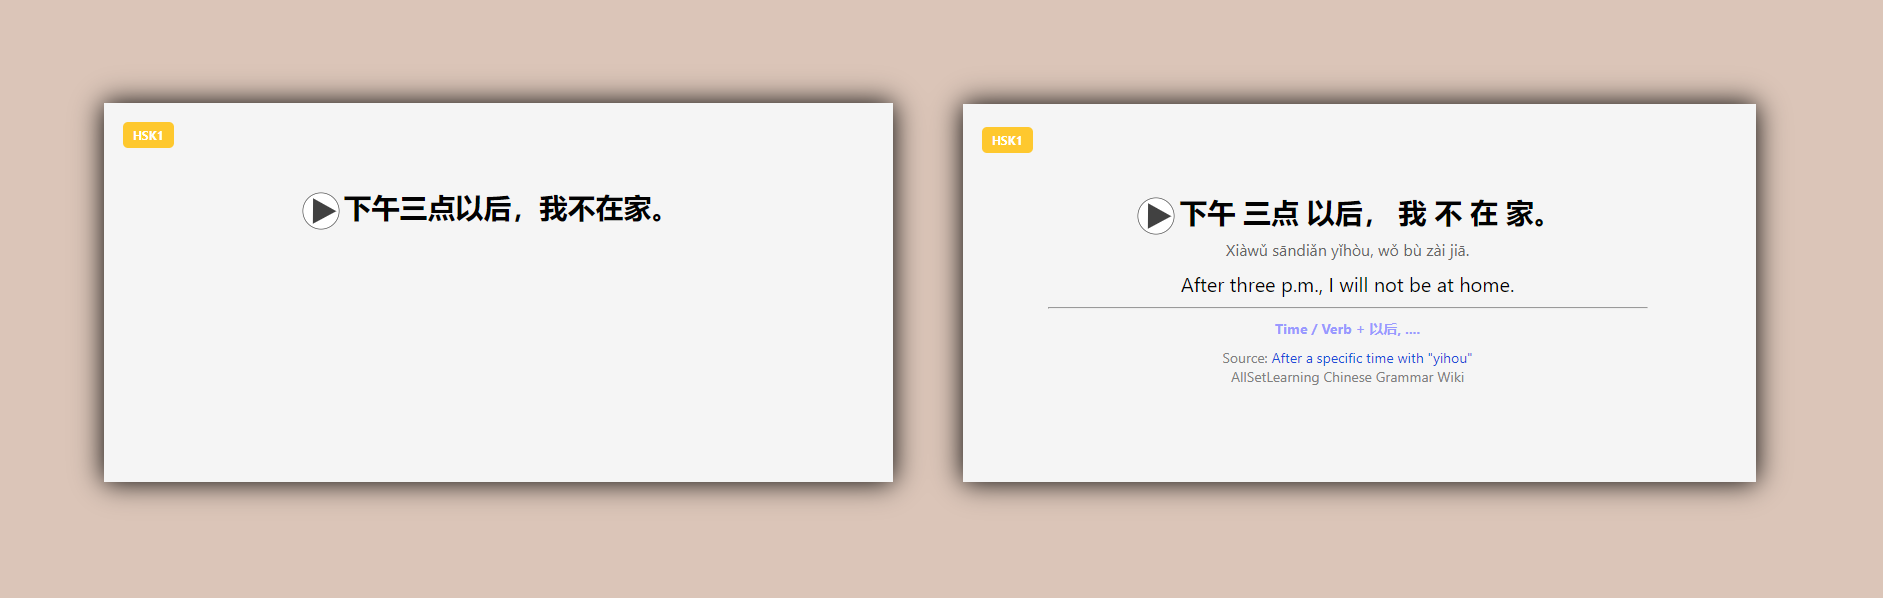 HSK1
下午三点以后，我不在家。
HSK1
下午 三点 以后， 我 不 在 家。
Xiàwǔ sāndiǎn yǐhòu, wǒ bù zài jiā.
After three p.m., I will not be at home.
Time / Verb + 以后, ....
Source: After a specific time with "yihou"
AllSetLearning Chinese Grammar Wiki